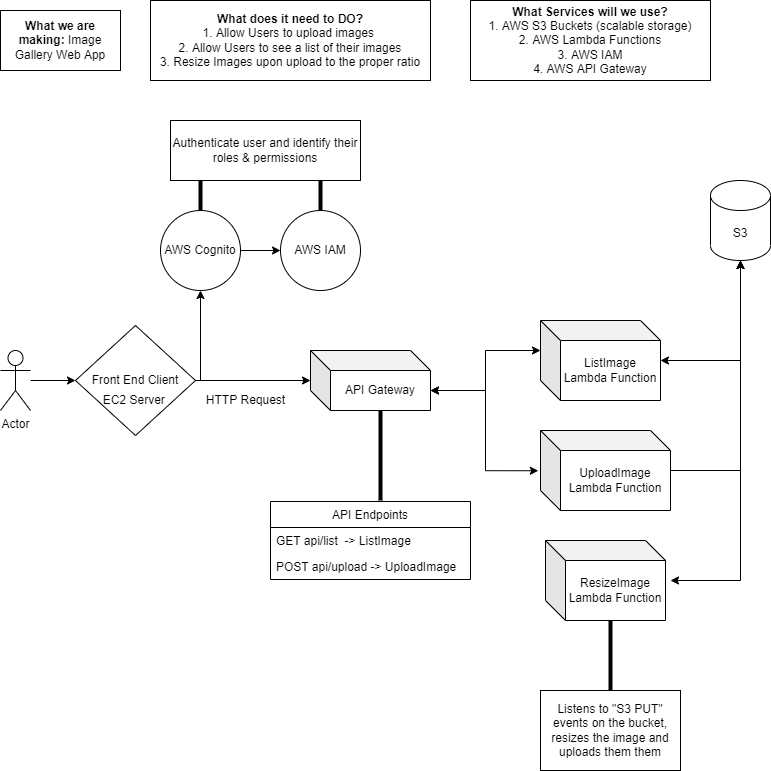 What we are
making: Image
Gallery Web App
What does it need to DO?
1. Allow Users to upload images
2. Allow Users to see a list of their images
3. Resize Images upon upload to the proper ratio
What Services will we use?
1. AWS S3 Buckets (scalable storage)
2. AWS Lambda Functions
3. AWS IAM
4. AWS API Gateway
Authenticate user and identify their
roles & permissions
AWS Cognito
AWS IAM
S3
Actor
Front End Client
EC2 Server
HTTP Request
API Gateway
ListImage
Lambda Function
UploadImage
Lambda Function
API Endpoints
GET api/list -> ListImage
POST api/upload -> UploadImage
ResizeImage
Lambda Function
Listens to "S3 PUT"
events on the bucket,
resizes the image and
uploads them them